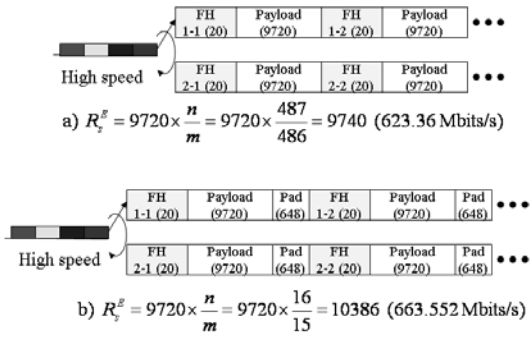 FH Payload FH Payload
1-1 (20) (9720) 1-2 (20) (9720)
High speed
FH Payload FH Payload
2-1 (20) (9720) 2-2 (20) (9720)
a) R_s^E = 9720 × n/m = 9720 × 487/486 = 9740 (623.36 Mbits/s)
FH Payload Pad FH Payload Pad
1-1 (20) (9720) (648) 1-2 (20) (9720) (648)
High speed
FH Payload Pad FH Payload Pad
2-1 (20) (9720) (648) 2-2 (20) (9720) (648)
b) R_s^E = 9720 × n/m = 9720 × 16/15 = 10386 (663.552 Mbits/s)